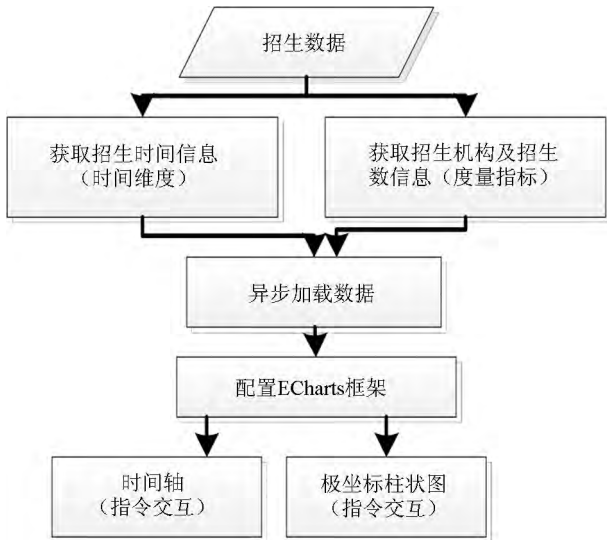 招生数据
获取招生时间信息
（时间维度）
获取招生机构及招生
数信息（度量指标）
异步加载数据
配置ECharts框架
时间轴
（指令交互）
极坐标柱状图
（指令交互）